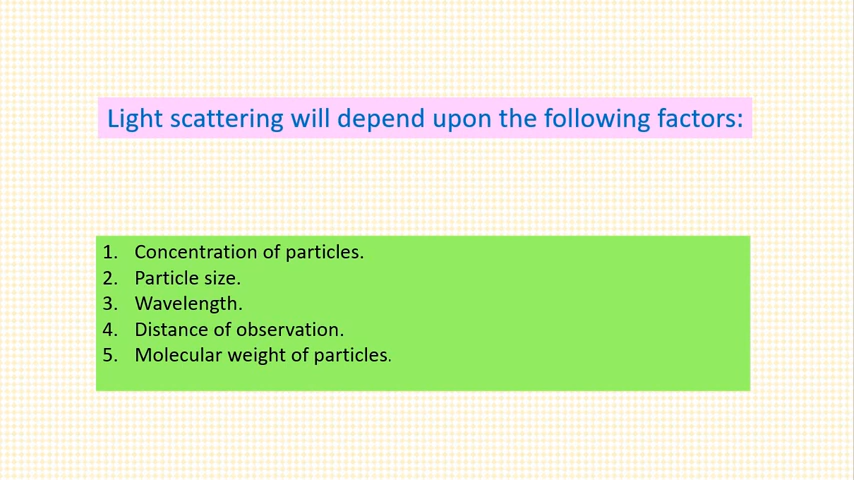 Light scattering will depend upon the following factors:
1. Concentration of particles.
2. Particle size.
3. Wavelength.
4. Distance of observation.
5. Molecular weight of particles.